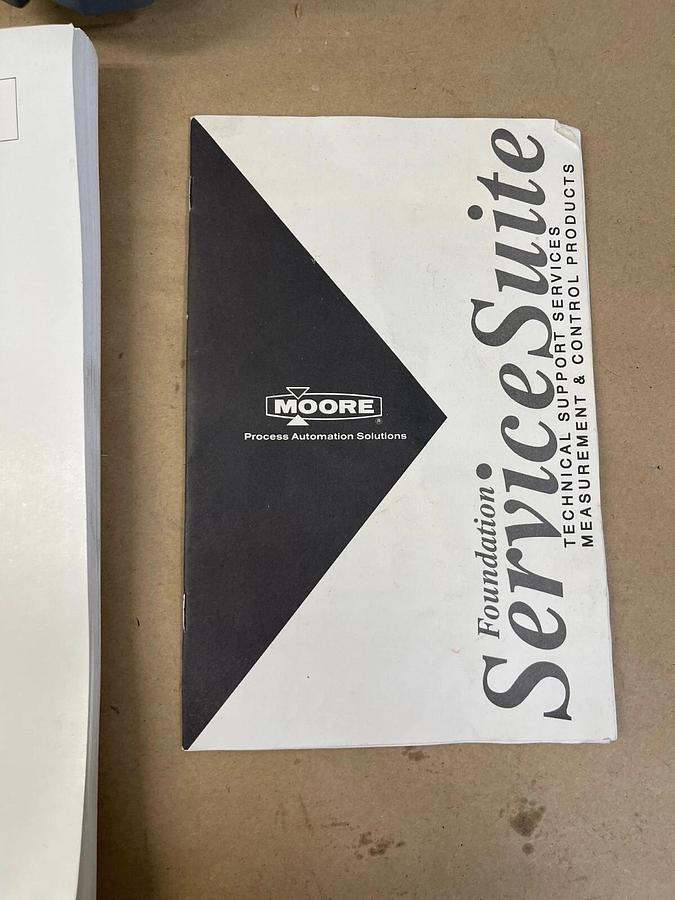 MOORE
®
Process Automation Solutions
Foundation
ServiceSuite
TECHNICAL SUPPORT SERVICES
MEASUREMENT & CONTROL PRODUCTS